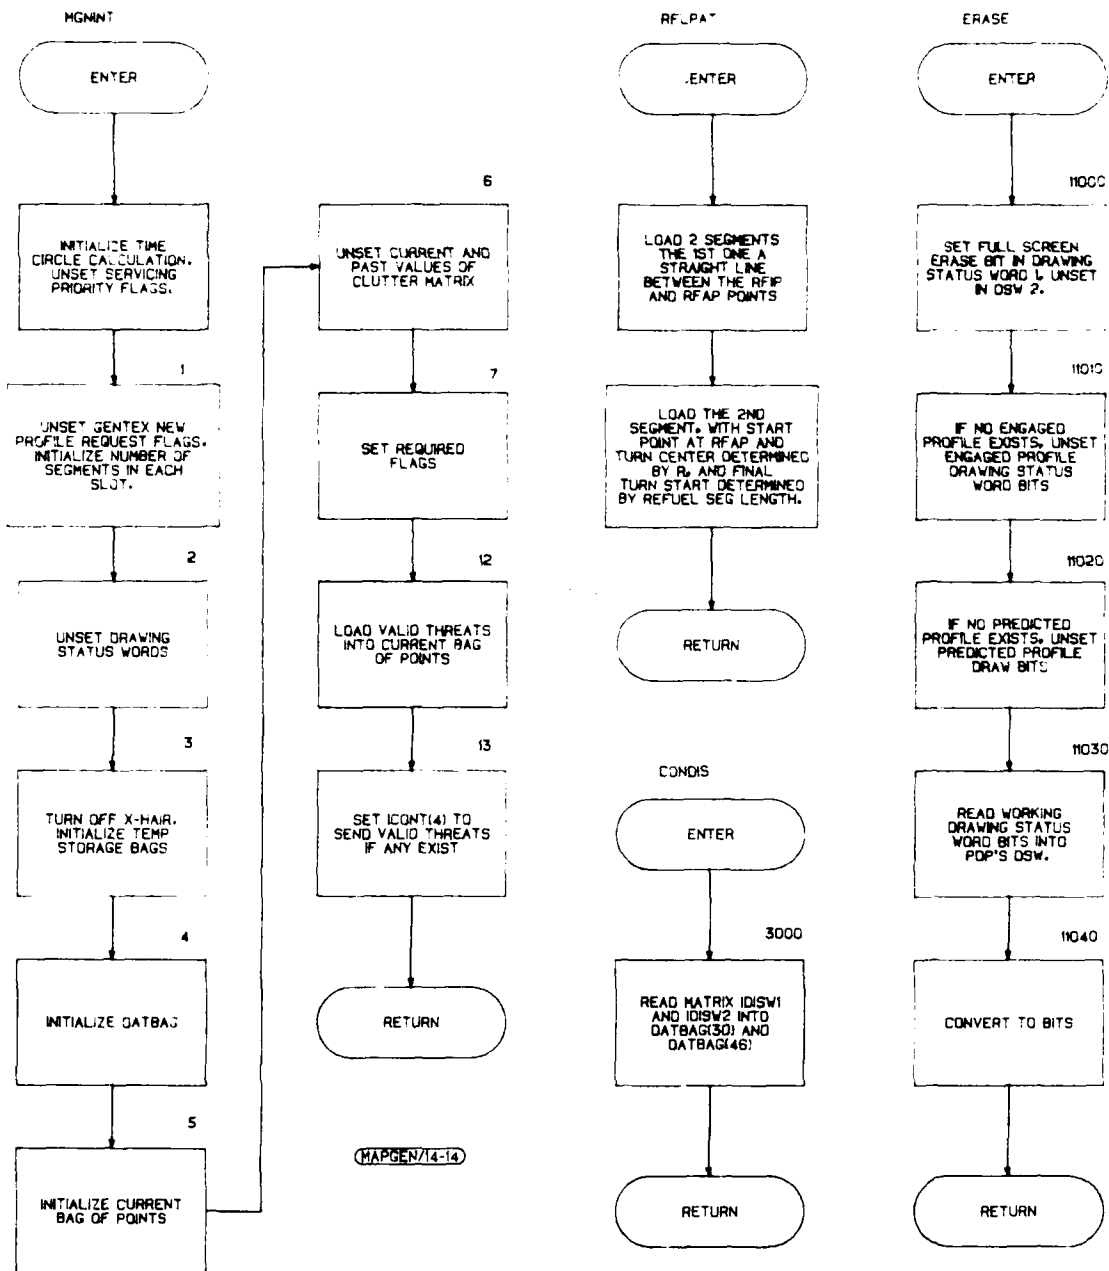 MGNINT
ENTER
INITIALIZE TIME
CIRCLE CALCULATION.
UNSET SERVICING
PRIORITY FLAGS.
1
UNSET GENTEX NEW
PROFILE REQUEST FLAGS.
INITIALIZE NUMBER OF
SEGMENTS IN EACH
SLOT.
2
UNSET DRAWING
STATUS WORDS
3
TURN OFF X-HAIR.
INITIALIZE TEMP
STORAGE BAGS
4
INITIALIZE DATBAG
5
INITIALIZE CURRENT
BAG OF POINTS
6
UNSET CURRENT AND
PAST VALUES OF
CLUTTER MATRIX
7
SET REQUIRED
FLAGS
12
LOAD VALID THREATS
INTO CURRENT BAG
OF POINTS
13
SET ICONT(4) TO
SEND VALID THREATS
IF ANY EXIST
RETURN
MAPGEN/14-14
RFLPAT
ENTER
LOAD 2 SEGMENTS
THE 1ST ONE A
STRAIGHT LINE
BETWEEN THE RFIP
AND RFAP POINTS
LOAD THE 2ND
SEGMENT. WITH START
POINT AT RFAP AND
TURN CENTER DETERMINED
BY R, AND FINAL
TURN START DETERMINED
BY REFUEL SEG LENGTH.
RETURN
CONDIS
ENTER
3000
READ MATRIX IDISW1
AND IDISW2 INTO
DATBAG(30) AND
DATBAG(46)
RETURN
ERASE
ENTER
11000
SET FULL SCREEN
ERASE BIT IN DRAWING
STATUS WORD 1, UNSET
IN DSW 2.
11010
IF NO ENGAGED
PROFILE EXISTS, UNSET
ENGAGED PROFILE
DRAWING STATUS
WORD BITS
11020
IF NO PREDICTED
PROFILE EXISTS, UNSET
PREDICTED PROFILE
DRAW BITS
11030
READ WORKING
DRAWING STATUS
WORD BITS INTO
PDP'S DSW.
11040
CONVERT TO BITS
RETURN